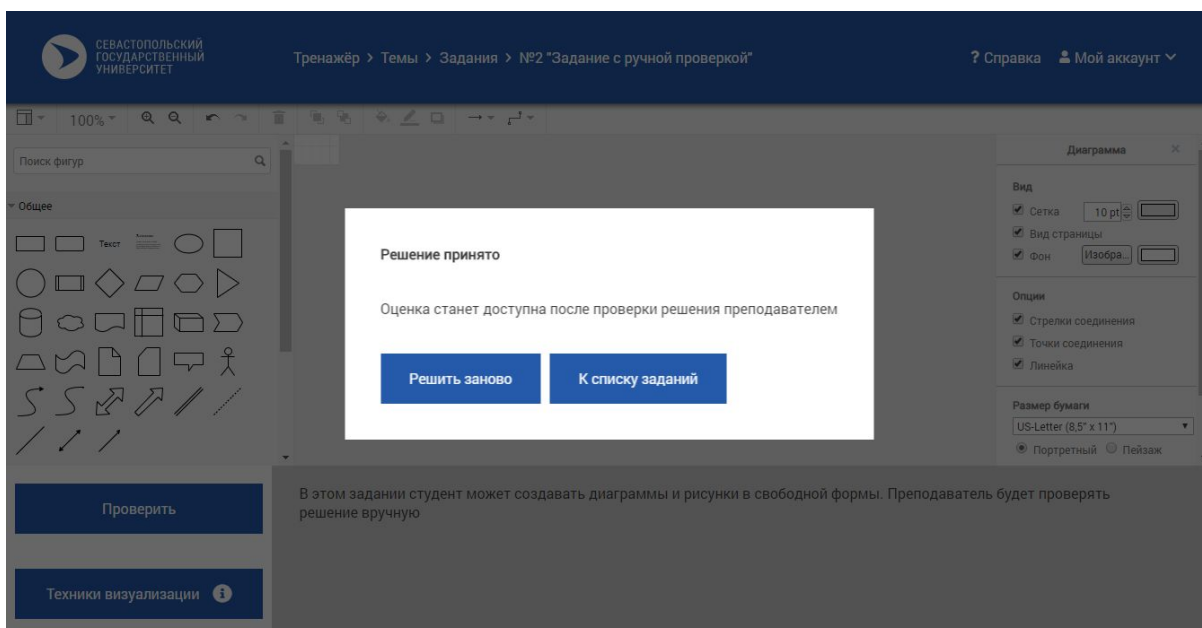 СЕВАСТОПОЛЬСКИЙ
ГОСУДАРСТВЕННЫЙ
УНИВЕРСИТЕТ
Тренажёр > Темы > Задания > №2 "Задание с ручной проверкой"
? Справка
Мой аккаунт
100%
Поиск фигур
Общее
Текст
Диаграмма
Вид
Сетка
10 pt
Вид страницы
Фон
Изобра...
Опции
Стрелки соединения
Точки соединения
Линейка
Размер бумаги
US-Letter (8,5" x 11")
Портретный
Пейзаж
Решение принято
Оценка станет доступна после проверки решения преподавателем
Решить заново
К списку заданий
Проверить
В этом задании студент может создавать диаграммы и рисунки в свободной формы. Преподаватель будет проверять
решение вручную
Техники визуализации